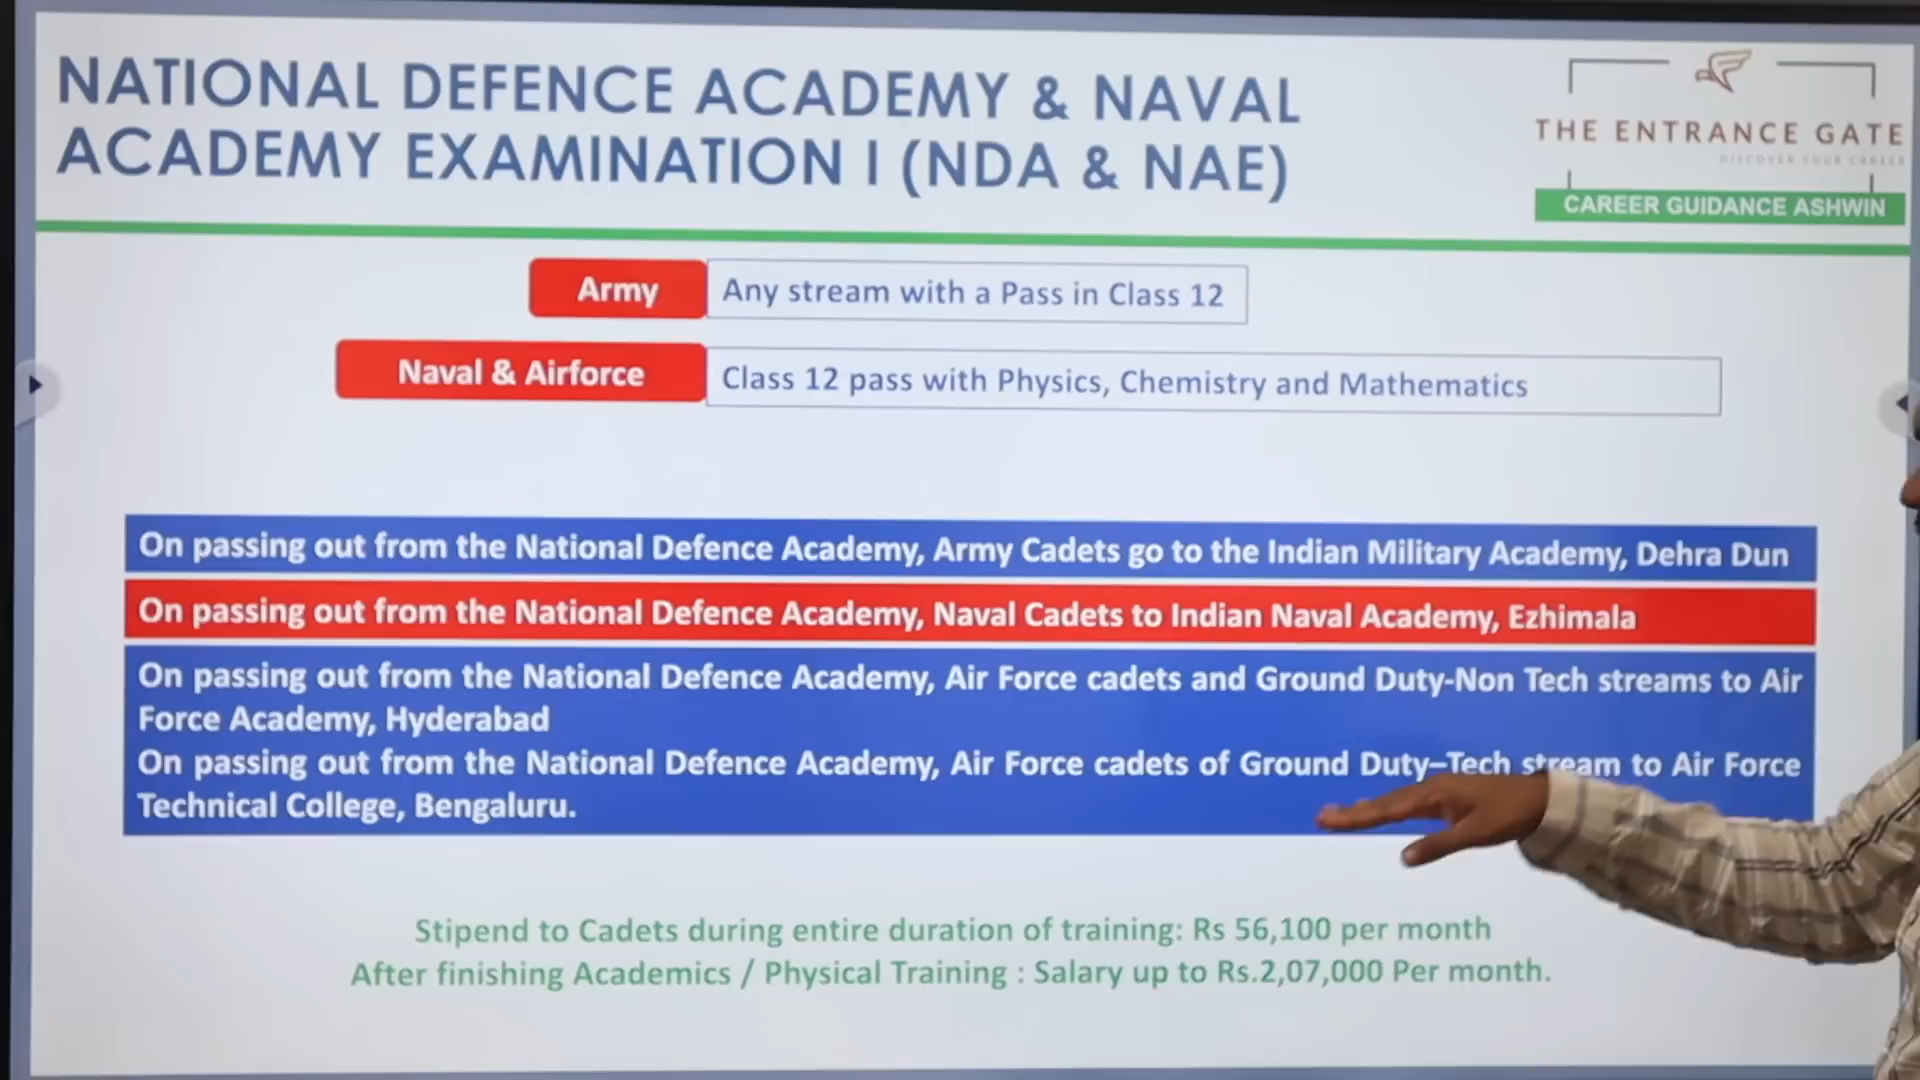 NATIONAL DEFENCE ACADEMY & NAVAL
ACADEMY EXAMINATION I (NDA & NAE)
THE ENTRANCE GATE
DISCOVER YOUR CAREER
CAREER GUIDANCE ASHWIN
Army
Any stream with a Pass in Class 12
Naval & Airforce
Class 12 pass with Physics, Chemistry and Mathematics
On passing out from the National Defence Academy, Army Cadets go to the Indian Military Academy, Dehra Dun
On passing out from the National Defence Academy, Naval Cadets to Indian Naval Academy, Ezhimala
On passing out from the National Defence Academy, Air Force cadets and Ground Duty-Non Tech streams to Air
Force Academy, Hyderabad
On passing out from the National Defence Academy, Air Force cadets of Ground Duty–Tech stream to Air Force
Technical College, Bengaluru.
Stipend to Cadets during entire duration of training: Rs 56,100 per month
After finishing Academics / Physical Training : Salary up to Rs.2,07,000 Per month.